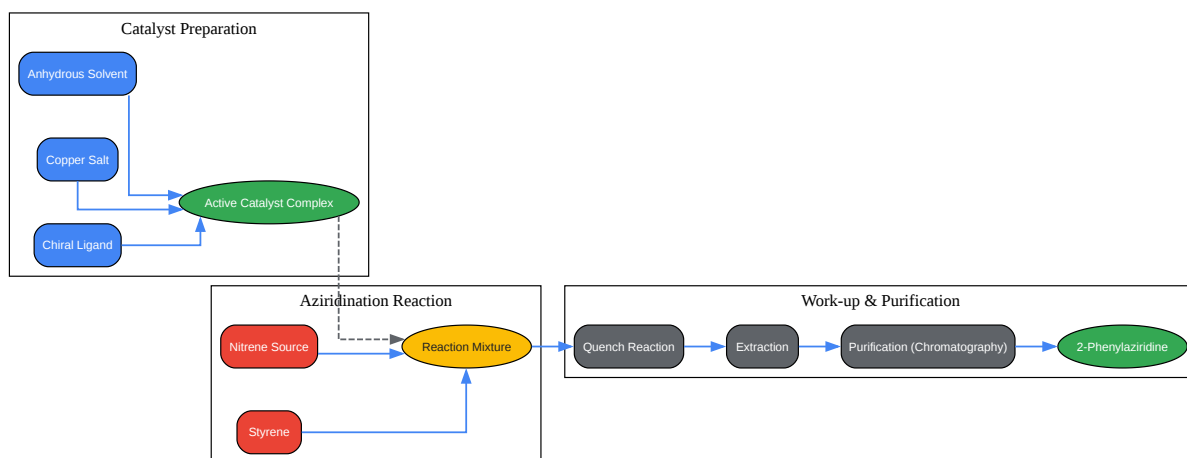 Catalyst Preparation
Anhydrous Solvent
Copper Salt
Active Catalyst Complex
Chiral Ligand
Aziridination Reaction
Nitrene Source
Reaction Mixture
Styrene
Work-up & Purification
Quench Reaction
Extraction
Purification (Chromatography)
2-Phenylaziridine